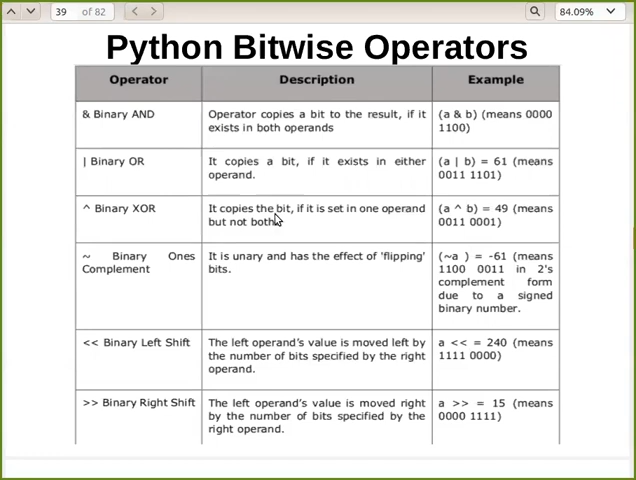 39 of 82
84.09%
Python Bitwise Operators
Operator Description Example
& Binary AND
Operator copies a bit to the result, if it
exists in both operands
(a & b) (means 0000
1100)
| Binary OR
It copies a bit, if it exists in either
operand.
(a | b) = 61 (means
0011 1101)
^ Binary XOR
It copies the bit, if it is set in one operand
but not both.
(a ^ b) = 49 (means
0011 0001)
~ Binary Ones
Complement
It is unary and has the effect of 'flipping'
bits.
(~a ) = -61 (means
1100 0011 in 2's
complement form
due to a signed
binary number.
<< Binary Left Shift
The left operand's value is moved left by
the number of bits specified by the right
operand.
a << = 240 (means
1111 0000)
>> Binary Right Shift
The left operand's value is moved right
by the number of bits specified by the
right operand.
a >> = 15 (means
0000 1111)